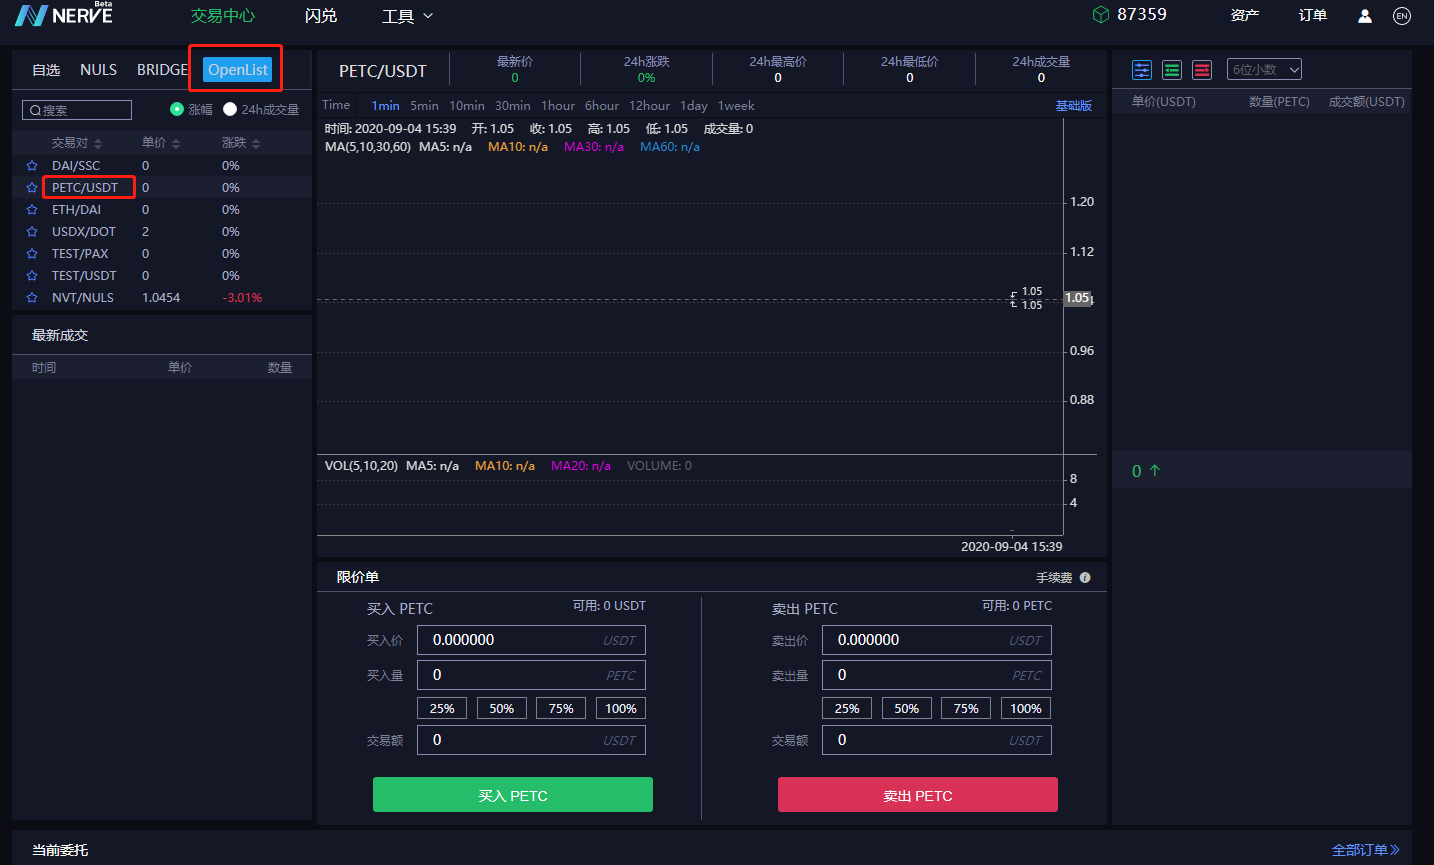 NERVE Beta 交易中心 闪兑 工具 87359 资产 订单 EN
自选 NULS BRIDGE OpenList
搜索 涨幅 24h成交量
交易对 单价 涨跌
DAI/SSC 0 0%
PETC/USDT 0 0%
ETH/DAI 0 0%
USDX/DOT 2 0%
TEST/PAX 0 0%
TEST/USDT 0 0%
NVT/NULS 1.0454 -3.01%
最新成交
时间 单价 数量
PETC/USDT
最新价 24h涨跌 24h最高价 24h最低价 24h成交量
0 0% 0 0 0
Time 1min 5min 10min 30min 1hour 6hour 12hour 1day 1week 基础版
时间: 2020-09-04 15:39 开: 1.05 收: 1.05 高: 1.05 低: 1.05 成交量: 0
MA(5,10,30,60) MA5: n/a MA10: n/a MA30: n/a MA60: n/a
1.20
1.12
1.05
1.05
1.05
0.96
0.88
VOL(5,10,20) MA5: n/a MA10: n/a MA20: n/a VOLUME: 0
8
4
2020-09-04 15:39
限价单 手续费
买入 PETC 可用: 0 USDT
买入价 0.000000 USDT
买入量 0 PETC
25% 50% 75% 100%
交易额 0 USDT
买入 PETC
卖出 PETC 可用: 0 PETC
卖出价 0.000000 USDT
卖出量 0 PETC
25% 50% 75% 100%
交易额 0 USDT
卖出 PETC
6位小数
单价(USDT) 数量(PETC) 成交额(USDT)
0 ↑
当前委托 全部订单